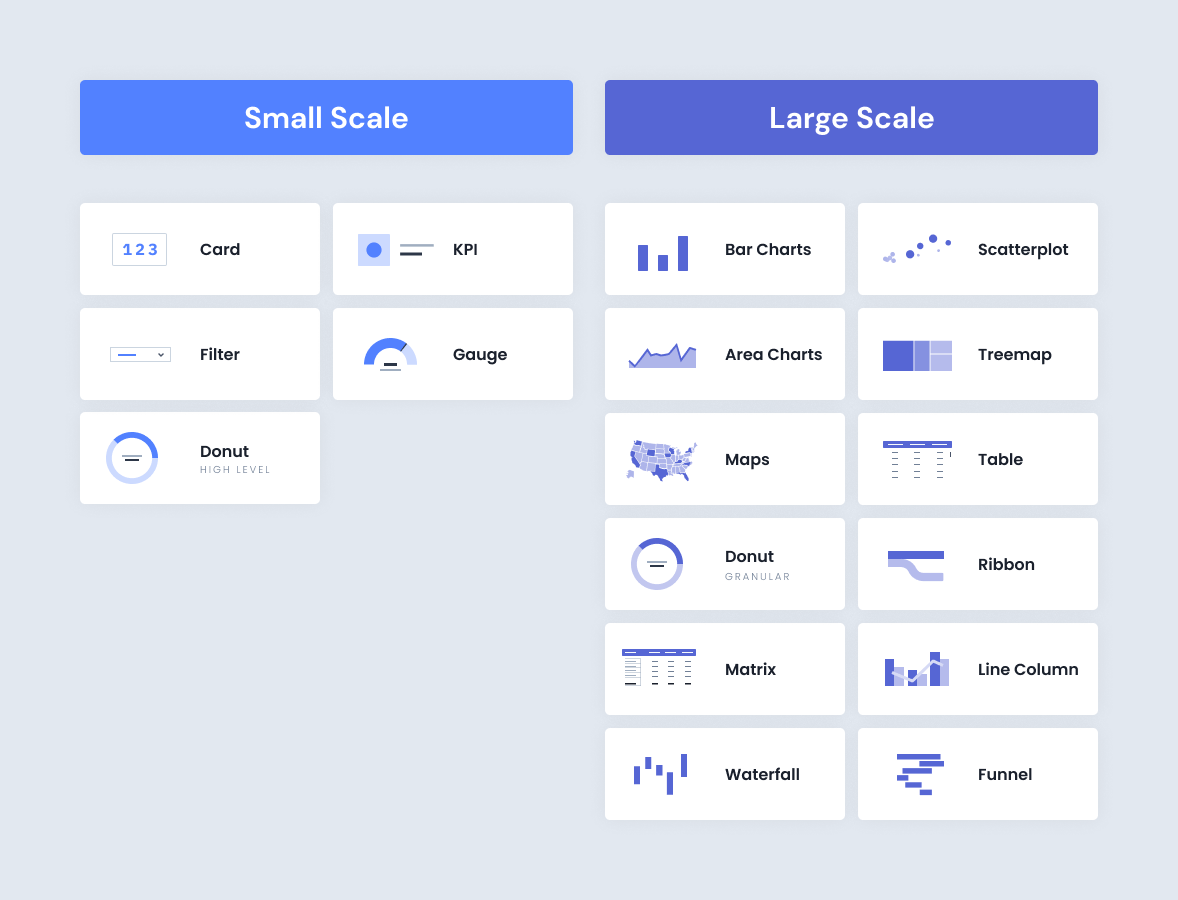 Small Scale
Large Scale
123
Card
KPI
Bar Charts
Scatterplot
Filter
Gauge
Area Charts
Treemap
Donut
HIGH LEVEL
Maps
Table
Donut
GRANULAR
Ribbon
Matrix
Line Column
Waterfall
Funnel